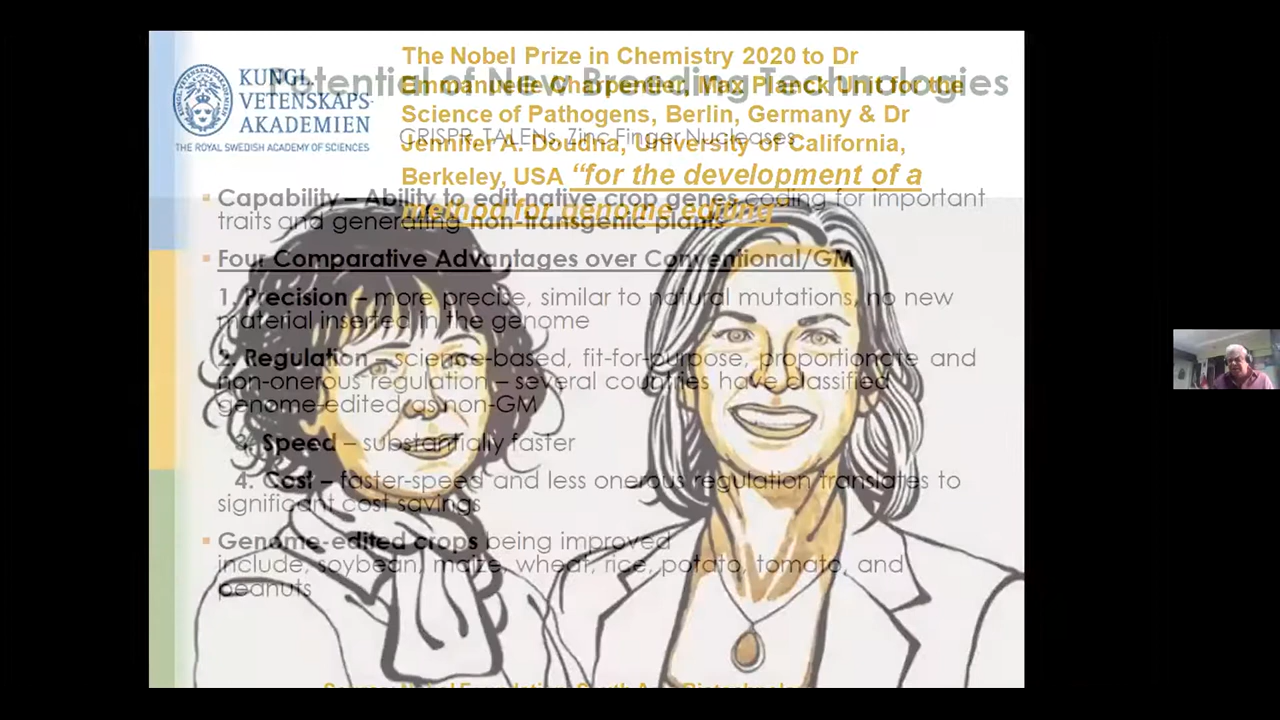 KUNGL.
VETENSKAPS-
AKADEMIEN
THE ROYAL SWEDISH ACADEMY OF SCIENCES
The Nobel Prize in Chemistry 2020 to Dr
Emmanuelle Charpentier, Max Planck Unit for the
Science of Pathogens, Berlin, Germany & Dr
Jennifer A. Doudna, University of California,
Berkeley, USA “for the development of a
method for genome editing”
Potential of New Breeding Technologies
CRISPR, TALENs, Zinc Finger Nucleases
▪ Capability – Ability to edit native crop genes coding for important
traits and generating non-transgenic plants
▪ Four Comparative Advantages over Conventional/GM
1. Precision – more precise, similar to natural mutations, no new
material inserted in the genome
2. Regulation – science-based, fit-for-purpose, proportionate and
non-onerous regulation – several countries have classified
genome-edited as non-GM
3. Speed – substantially faster
4. Cost – faster-speed and less onerous regulation translates to
significant cost savings
▪ Genome-edited crops being improved
include, soybean, maize, wheat, rice, potato, tomato, and
peanuts
Source: Nobel Foundation, South Asia Biotechnology